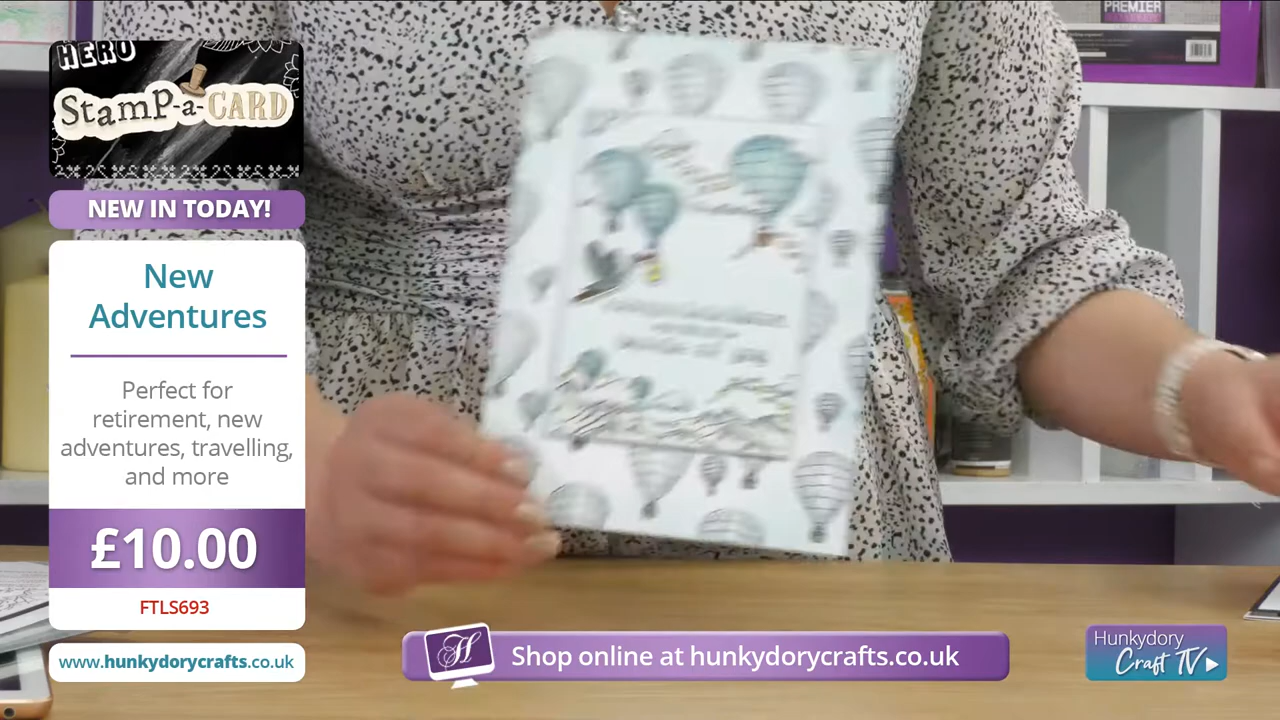 HERO
Stamp-a-CARD
NEW IN TODAY!
New
Adventures
Perfect for
retirement, new
adventures, travelling,
and more
£10.00
FTLS693
www.hunkydorycrafts.co.uk
PREMIER
Shop online at hunkydorycrafts.co.uk
Hunkydory
Craft TV